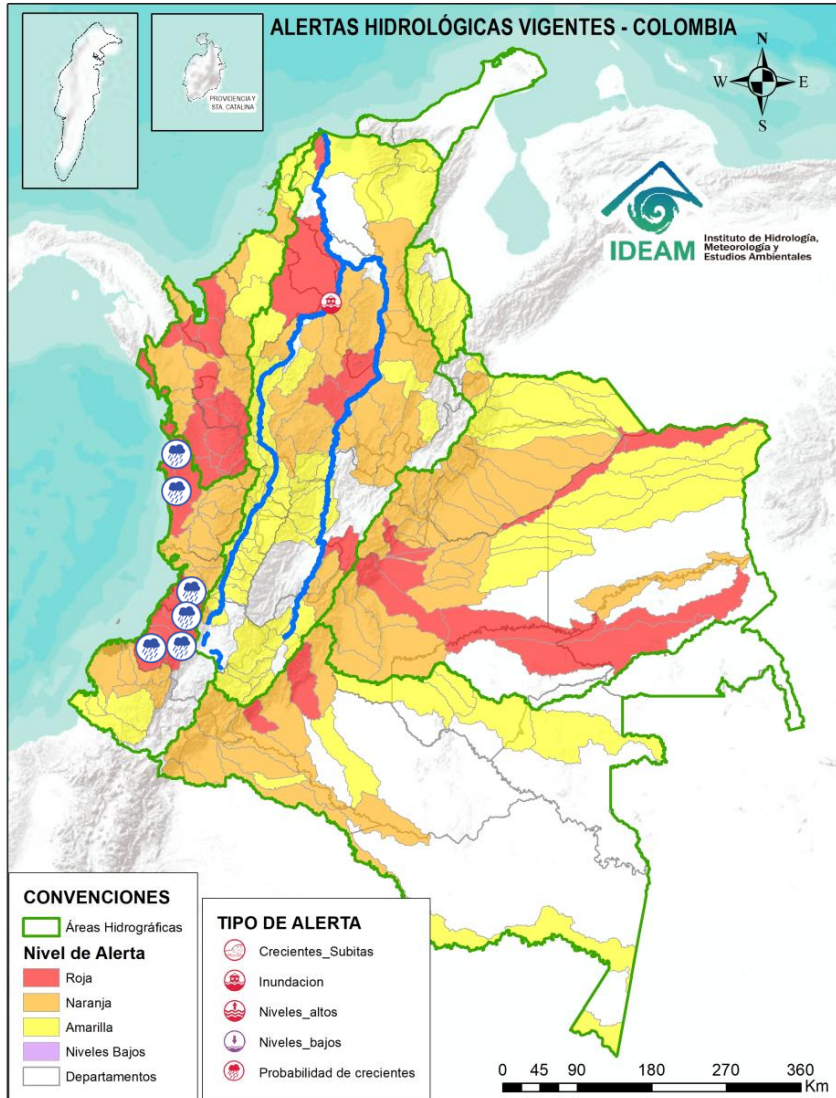 ALERTAS HIDROLÓGICAS VIGENTES - COLOMBIA
PROVIDENCIA Y
STA. CATALINA
N
W
E
S
IDEAM
Instituto de Hidrología,
Meteorología y
Estudios Ambientales
CONVENCIONES
Áreas Hidrográficas
Nivel de Alerta
Roja
Naranja
Amarilla
Niveles Bajos
Departamentos
TIPO DE ALERTA
Crecientes_Subitas
Inundacion
Niveles_altos
Niveles_bajos
Probabilidad de crecientes
0 45 90 180 270 360
Km